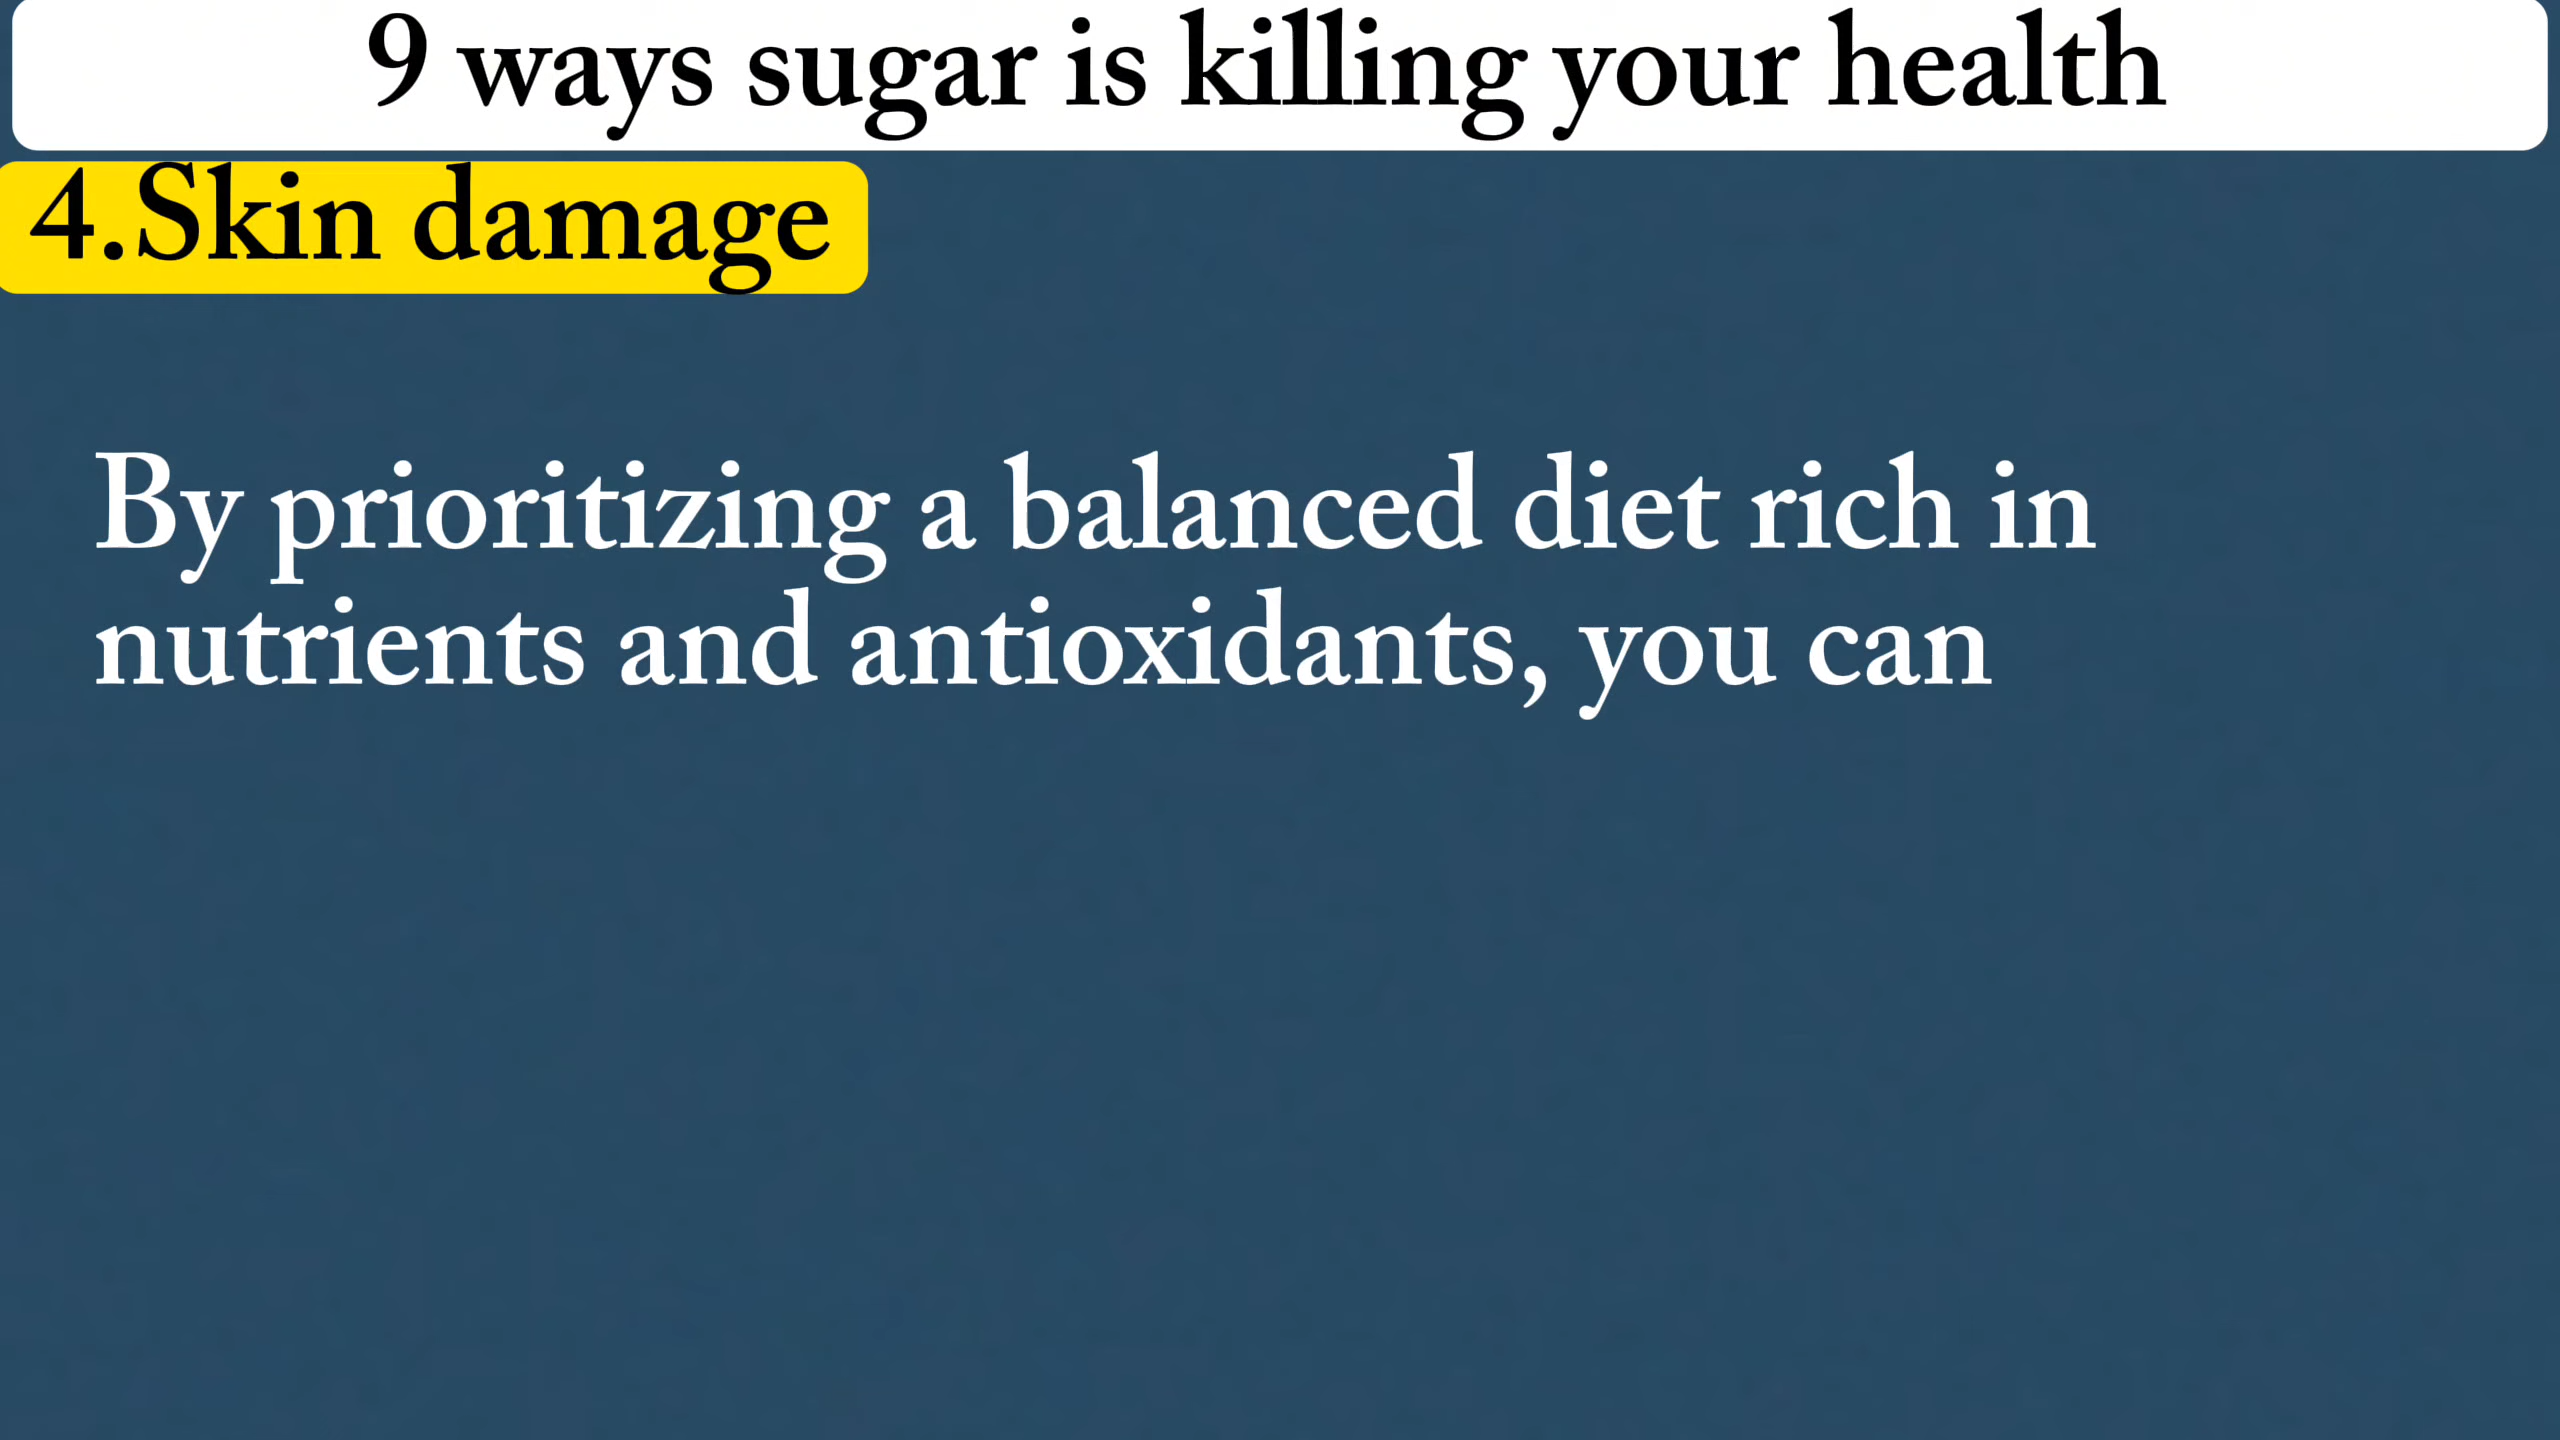 9 ways sugar is killing your health
4.Skin damage
By prioritizing a balanced diet rich in
nutrients and antioxidants, you can